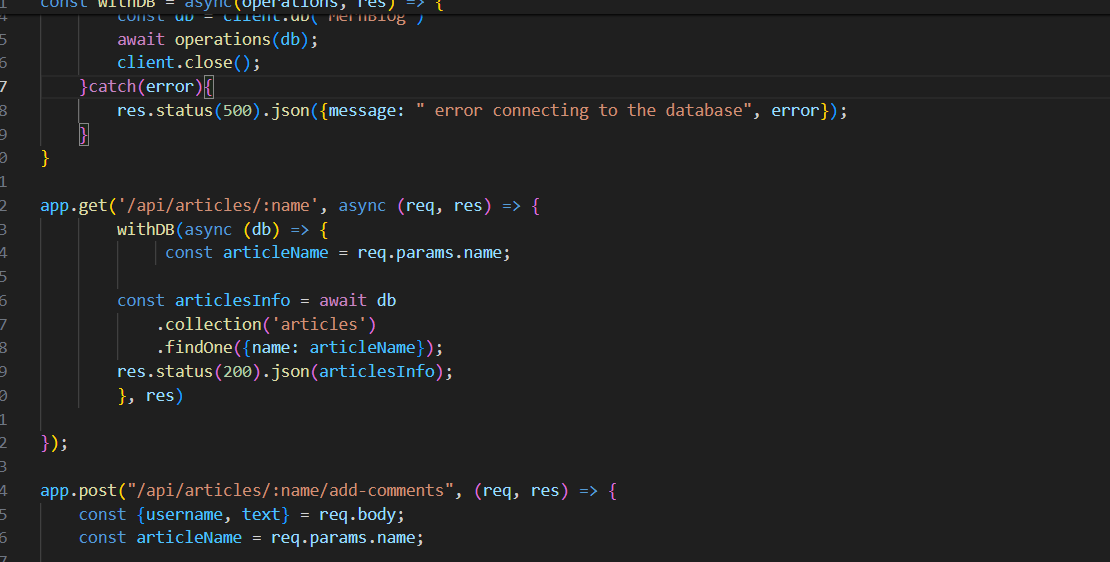 const withDB = async(operations, res) => {
const db = client.db('MernBlog')
5 await operations(db);
6 client.close();
7 }catch(error){
8 res.status(500).json({message: " error connecting to the database", error});
9 }
0 }
1
2 app.get('/api/articles/:name', async (req, res) => {
3 withDB(async (db) => {
4 const articleName = req.params.name;
5
6 const articlesInfo = await db
7 .collection('articles')
8 .findOne({name: articleName});
9 res.status(200).json(articlesInfo);
0 }, res)
1
2 });
3
4 app.post("/api/articles/:name/add-comments", (req, res) => {
5 const {username, text} = req.body;
6 const articleName = req.params.name;